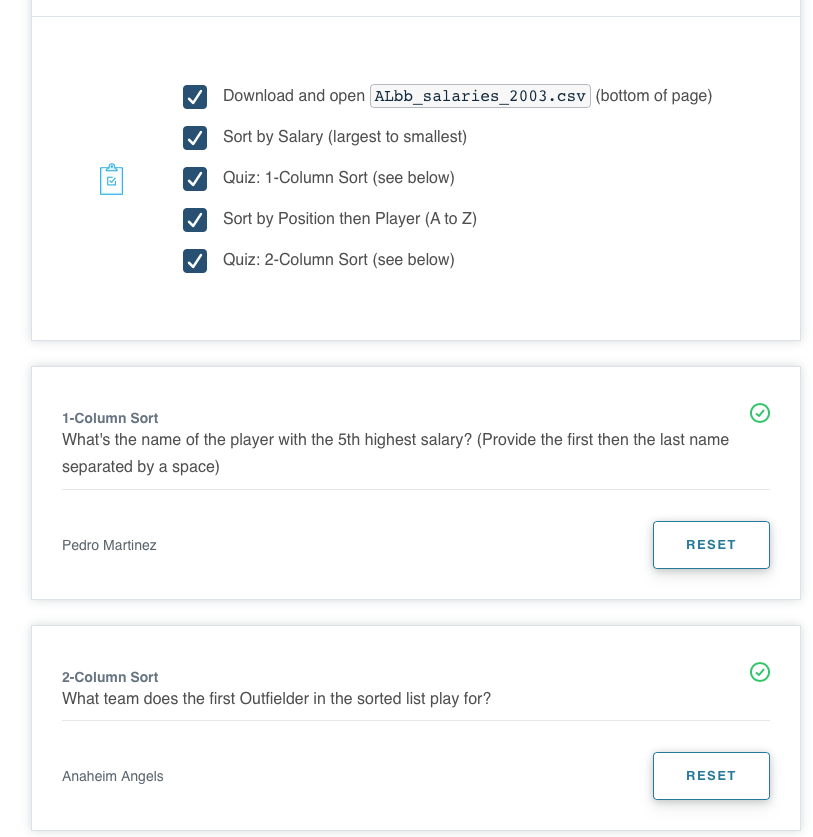 Download and open ALbb_salaries_2003.csv (bottom of page)
Sort by Salary (largest to smallest)
Quiz: 1-Column Sort (see below)
Sort by Position then Player (A to Z)
Quiz: 2-Column Sort (see below)
1-Column Sort
What's the name of the player with the 5th highest salary? (Provide the first then the last name
separated by a space)
Pedro Martinez
RESET
2-Column Sort
What team does the first Outfielder in the sorted list play for?
Anaheim Angels
RESET